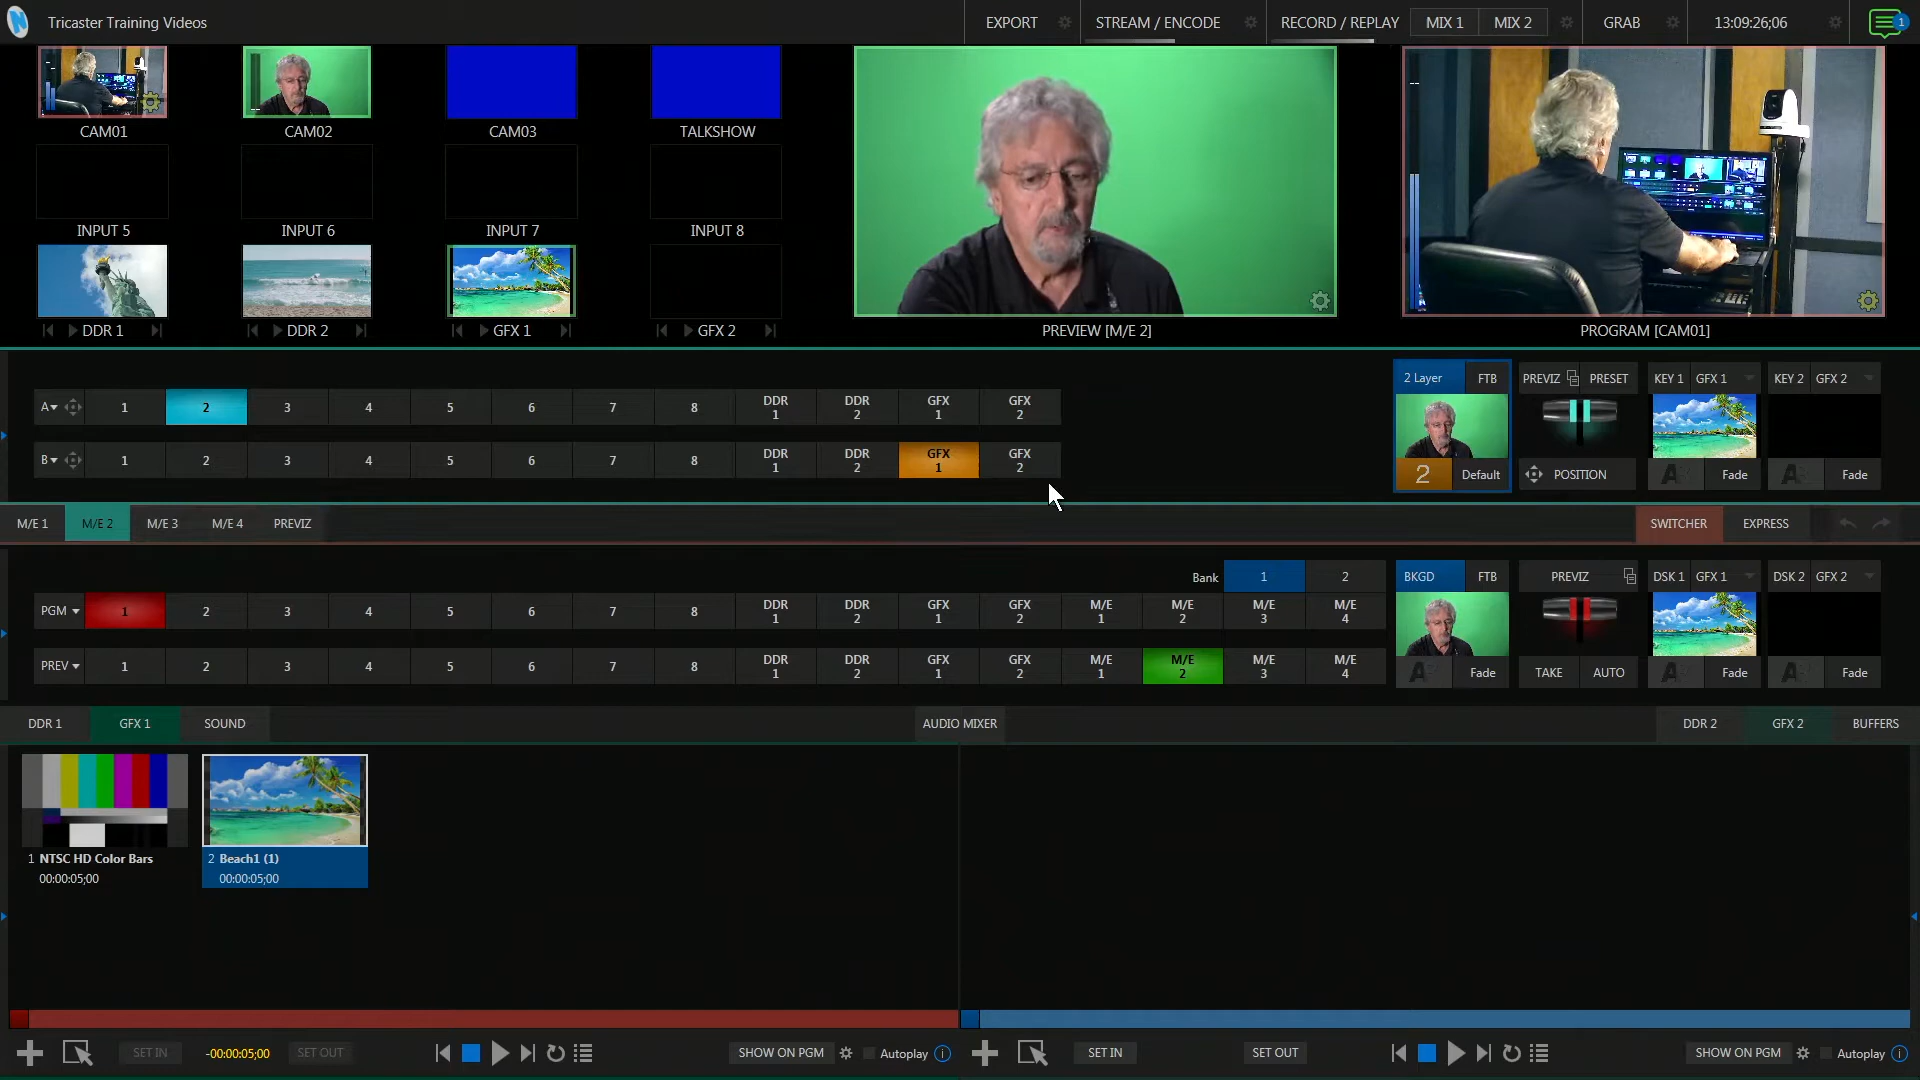 Tricaster Training Videos EXPORT STREAM / ENCODE RECORD / REPLAY MIX 1 MIX 2 GRAB 13:09:26;06 1
CAM01 CAM02 CAM03 TALKSHOW
INPUT 5 INPUT 6 INPUT 7 INPUT 8
DDR 1 DDR 2 GFX 1 GFX 2 PREVIEW [M/E 2] PROGRAM [CAM01]
2 Layer FTB PREVIZ PRESET KEY 1 GFX 1 KEY 2 GFX 2
A 1 2 3 4 5 6 7 8 DDR 1 DDR 2 GFX 1 GFX 2
B 1 2 3 4 5 6 7 8 DDR 1 DDR 2 GFX 1 GFX 2
2 Default POSITION A Fade A Fade
M/E 1 M/E 2 M/E 3 M/E 4 PREVIZ SWITCHER EXPRESS
Bank 1 2 BKGD FTB PREVIZ DSK 1 GFX 1 DSK 2 GFX 2
PGM 1 2 3 4 5 6 7 8 DDR 1 DDR 2 GFX 1 GFX 2 M/E 1 M/E 2 M/E 3 M/E 4
PREV 1 2 3 4 5 6 7 8 DDR 1 DDR 2 GFX 1 GFX 2 M/E 1 M/E 2 M/E 3 M/E 4
A Fade TAKE AUTO A Fade A Fade
DDR 1 GFX 1 SOUND AUDIO MIXER DDR 2 GFX 2 BUFFERS
1 NTSC HD Color Bars
00:00:05;00
2 Beach1 (1)
00:00:05;00
SET IN -00:00:05;00 SET OUT SHOW ON PGM Autoplay i SET IN SET OUT SHOW ON PGM Autoplay i